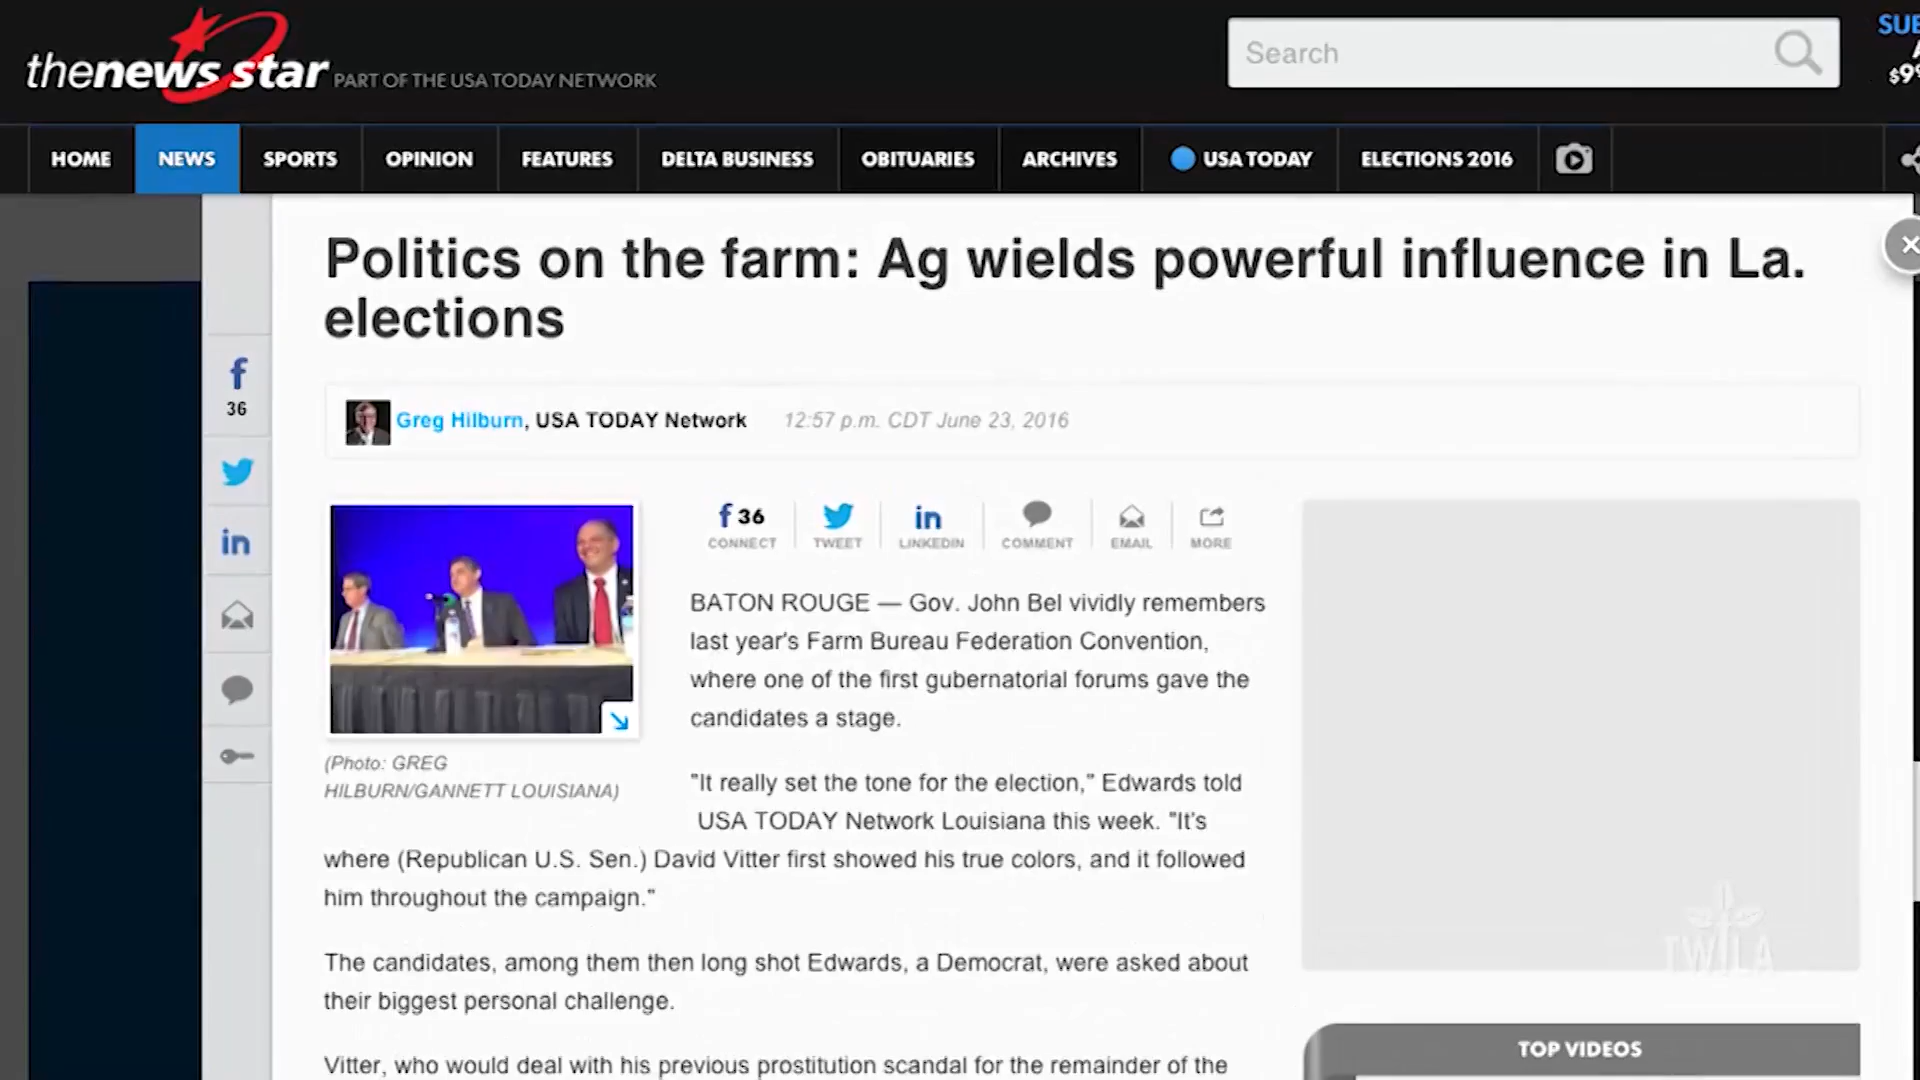 thenewsstar PART OF THE USA TODAY NETWORK
Search
HOME NEWS SPORTS OPINION FEATURES DELTA BUSINESS OBITUARIES ARCHIVES USA TODAY ELECTIONS 2016
Politics on the farm: Ag wields powerful influence in La.
elections
Greg Hilburn, USA TODAY Network 12:57 p.m. CDT June 23, 2016
f
36
in
f 36
CONNECT TWEET LINKEDIN COMMENT EMAIL MORE
(Photo: GREG
HILBURN/GANNETT LOUISIANA)
BATON ROUGE — Gov. John Bel vividly remembers
last year's Farm Bureau Federation Convention,
where one of the first gubernatorial forums gave the
candidates a stage.
"It really set the tone for the election," Edwards told
USA TODAY Network Louisiana this week. "It's
where (Republican U.S. Sen.) David Vitter first showed his true colors, and it followed
him throughout the campaign."
The candidates, among them then long shot Edwards, a Democrat, were asked about
their biggest personal challenge.
Vitter, who would deal with his previous prostitution scandal for the remainder of the
TWILA
TOP VIDEOS